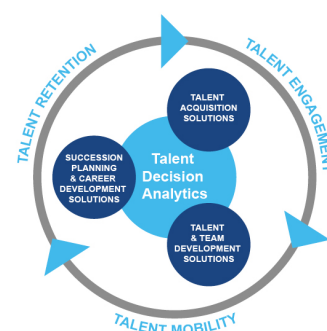 TALENT RETENTION
TALENT ENGAGEMENT
TALENT
ACQUISITION
SOLUTIONS
SUCCESSION
PLANNING
& CAREER
DEVELOPMENT
SOLUTIONS
Talent
Decision
Analytics
TALENT
& TEAM
DEVELOPMENT
SOLUTIONS
TALENT MOBILITY